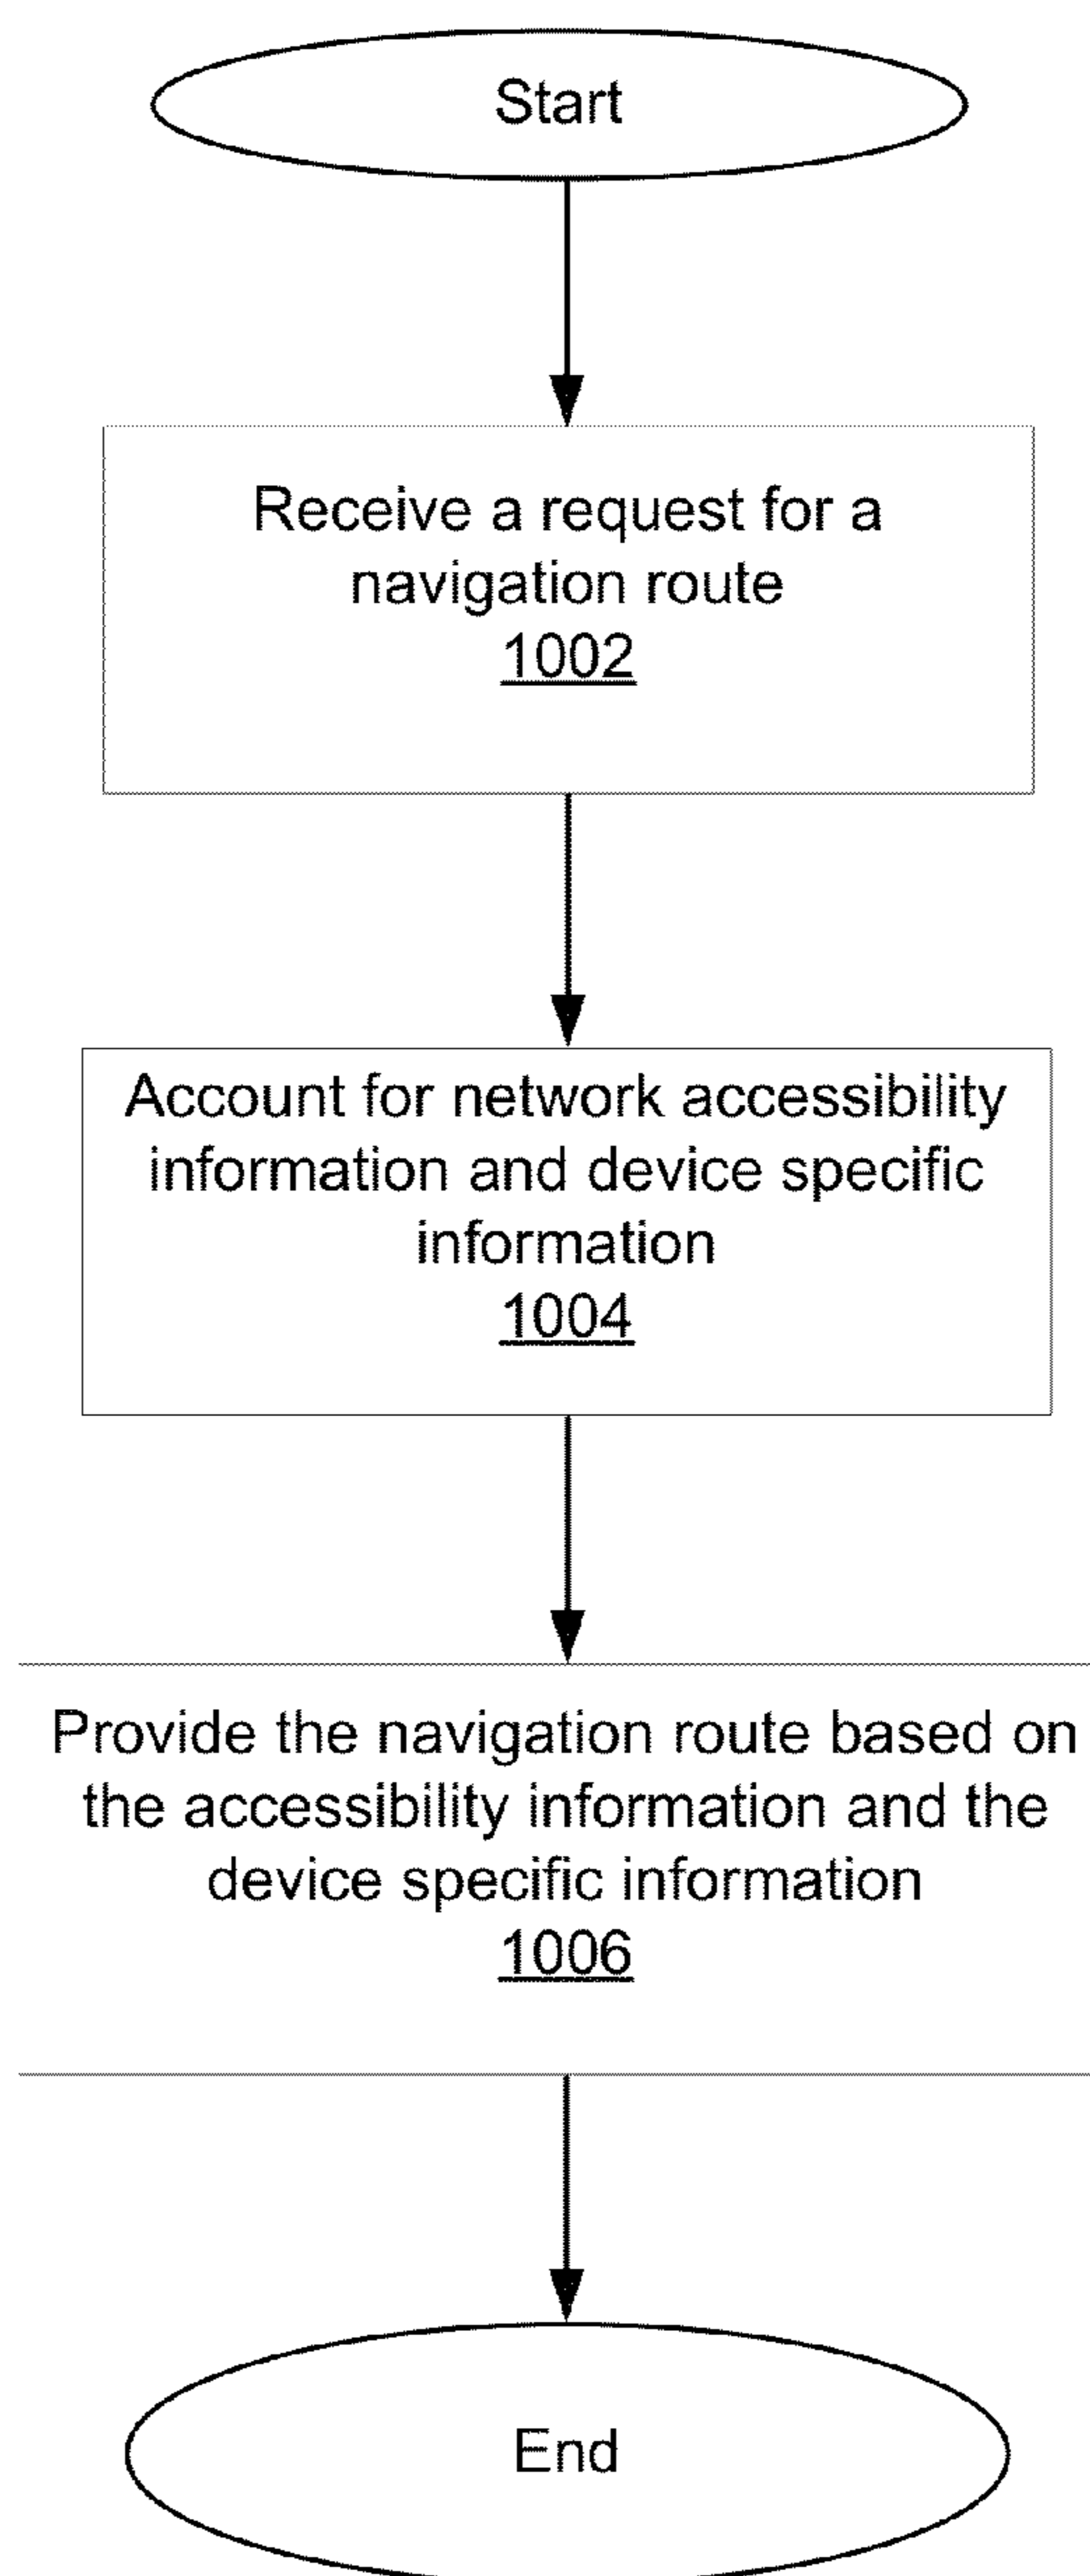 Start
Receive a request for a
navigation route
1002
Account for network accessibility
information and device specific
information
1004
Provide the navigation route based on
the accessibility information and the
device specific information
1006
End